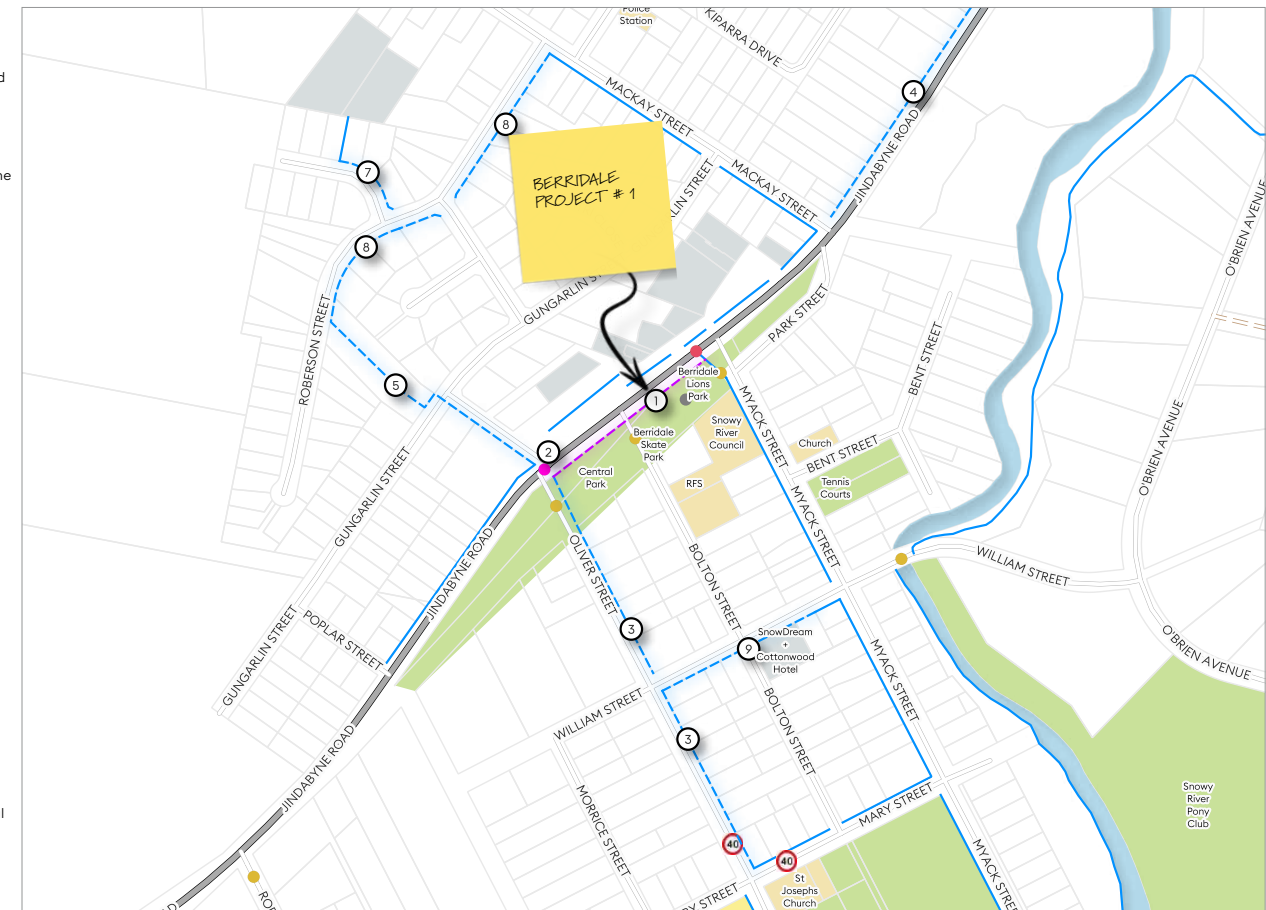 Police
Station
KIPARRA DRIVE
4
MACKAY STREET
8
JINDABYNE ROAD
MACKAY STREET
7
BERRIDALE
PROJECT # 1
LIN STREET
O'BRIEN AVENUE
8
GUNGARLIN ST
PARK STREET
ROBERSON STREET
BENT STREET
5
Berridale
Lions
Park
1
MYACK STREET
Snowy
River
Council
Church
O'BRIEN AVENUE
2
Berridale
Skate
Park
BENT STREET
Central
Park
RFS
Tennis
Courts
GUNGARLIN STREET
MYACK STREET
JINDABYNE ROAD
OLIVER STREET
BOLTON STREET
WILLIAM STREET
POPLAR STREET
3
SnowDream
+
Cottonwood
Hotel
9
GUNGARLIN STREET
MYACK STREET
O'BRIEN AVENUE
WILLIAM STREET
BOLTON STREET
3
JINDABYNE ROAD
MORRICE STREET
MARY STREET
Snowy
River
Pony
Club
40
40
MYACK STREE
St
Josephs
Church
RY STREET